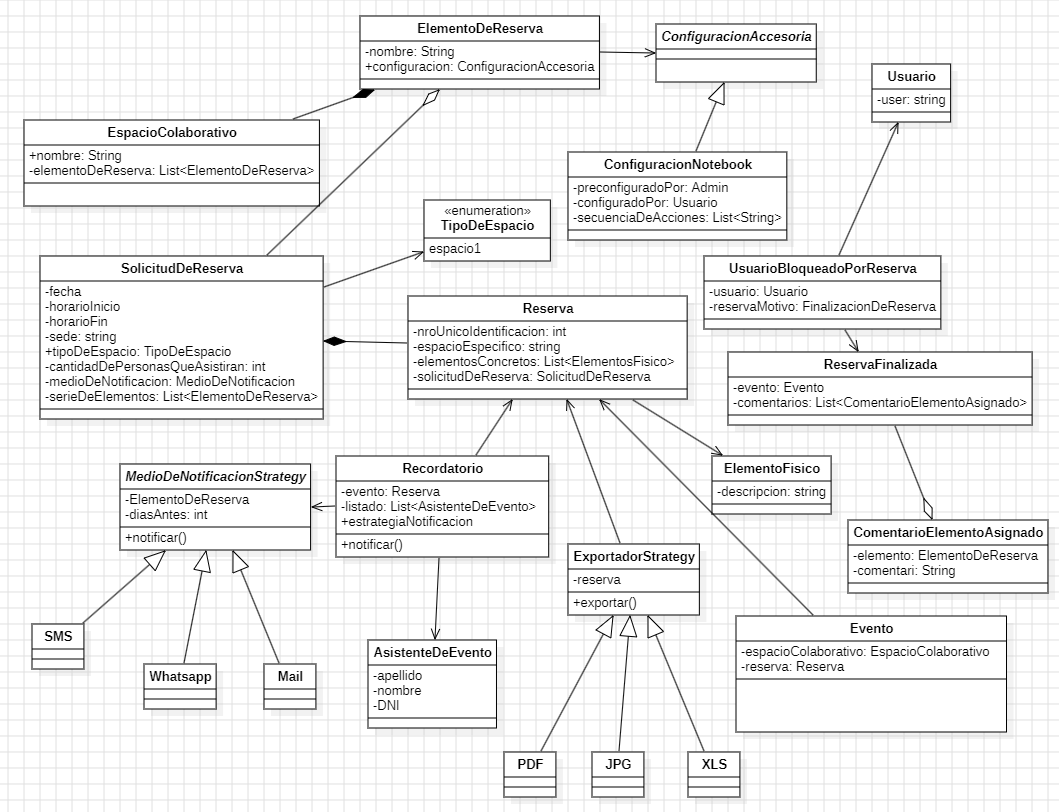 ElementoDeReserva
-nombre: String
+configuracion: ConfiguracionAccesoria
ConfiguracionAccesoria
Usuario
-user: string
EspacioColaborativo
+nombre: String
-elementoDeReserva: List<ElementoDeReserva>
ConfiguracionNotebook
-preconfiguradoPor: Admin
-configuradoPor: Usuario
-secuenciaDeAcciones: List<String>
«enumeration»
TipoDeEspacio
espacio1
SolicitudDeReserva
-fecha
-horarioInicio
-horarioFin
-sede: string
+tipoDeEspacio: TipoDeEspacio
-cantidadDePersonasQueAsistiran: int
-medioDeNotificacion: MedioDeNotificacion
-serieDeElementos: List<ElementoDeReserva>
UsuarioBloqueadoPorReserva
-usuario: Usuario
-reservaMotivo: FinalizacionDeReserva
Reserva
-nroUnicoIdentificacion: int
-espacioEspecifico: string
-elementosConcretos: List<ElementosFisico>
-solicitudDeReserva: SolicitudDeReserva
ReservaFinalizada
-evento: Evento
-comentarios: List<ComentarioElementoAsignado>
MedioDeNotificacionStrategy
-ElementoDeReserva
-diasAntes: int
+notificar()
Recordatorio
-evento: Reserva
-listado: List<AsistenteDeEvento>
+estrategiaNotificacion
+notificar()
ElementoFisico
-descripcion: string
ComentarioElementoAsignado
-elemento: ElementoDeReserva
-comentari: String
ExportadorStrategy
-reserva
+exportar()
SMS
Whatsapp
Mail
AsistenteDeEvento
-apellido
-nombre
-DNI
Evento
-espacioColaborativo: EspacioColaborativo
-reserva: Reserva
PDF
JPG
XLS